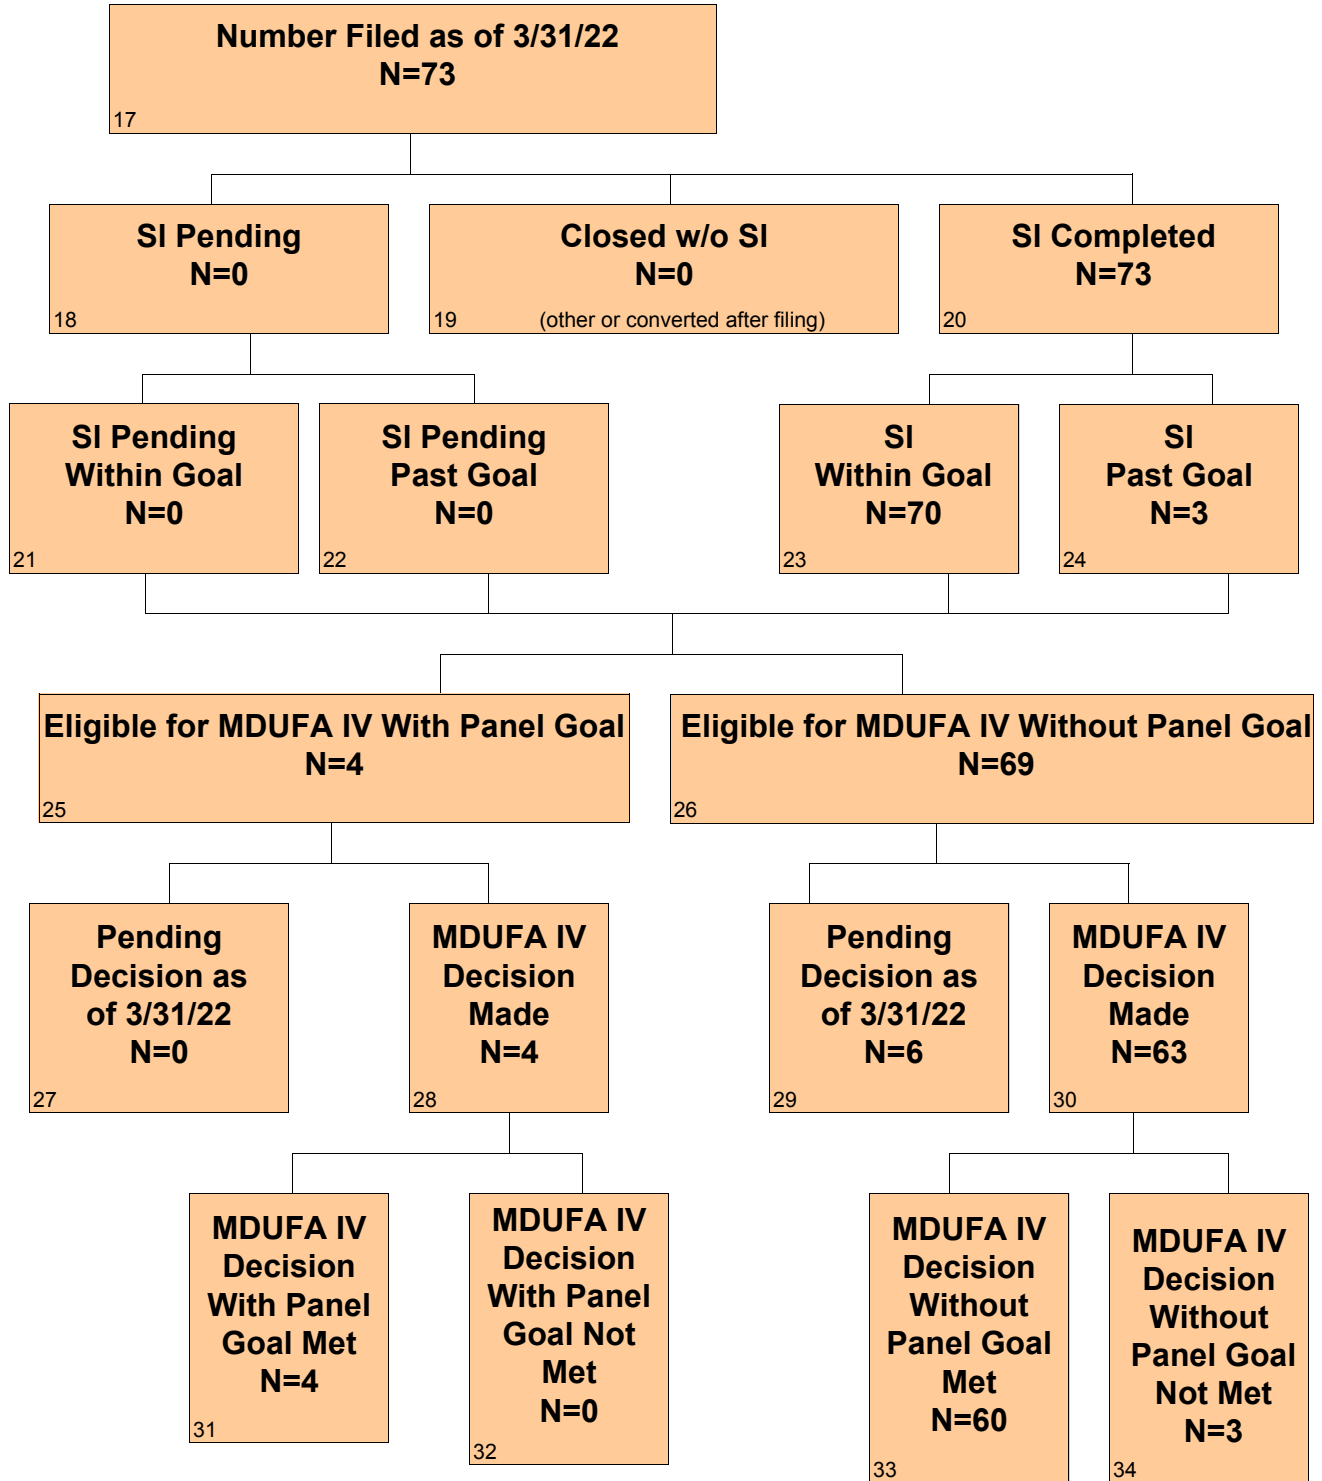 Number Filed as of 3/31/22
N=73
17
SI Pending
N=0
18
Closed w/o SI
N=0
19 (other or converted after filing)
SI Completed
N=73
20
SI Pending
Within Goal
N=0
21
SI Pending
Past Goal
N=0
22
SI
Within Goal
N=70
23
SI
Past Goal
N=3
24
Eligible for MDUFA IV With Panel Goal
N=4
25
Eligible for MDUFA IV Without Panel Goal
N=69
26
Pending
Decision as
of 3/31/22
N=0
27
MDUFA IV
Decision
Made
N=4
28
Pending
Decision as
of 3/31/22
N=6
29
MDUFA IV
Decision
Made
N=63
30
MDUFA IV
Decision
With Panel
Goal Met
N=4
31
MDUFA IV
Decision
With Panel
Goal Not
Met
N=0
32
MDUFA IV
Decision
Without
Panel Goal
Met
N=60
33
MDUFA IV
Decision
Without
Panel Goal
Not Met
N=3
34